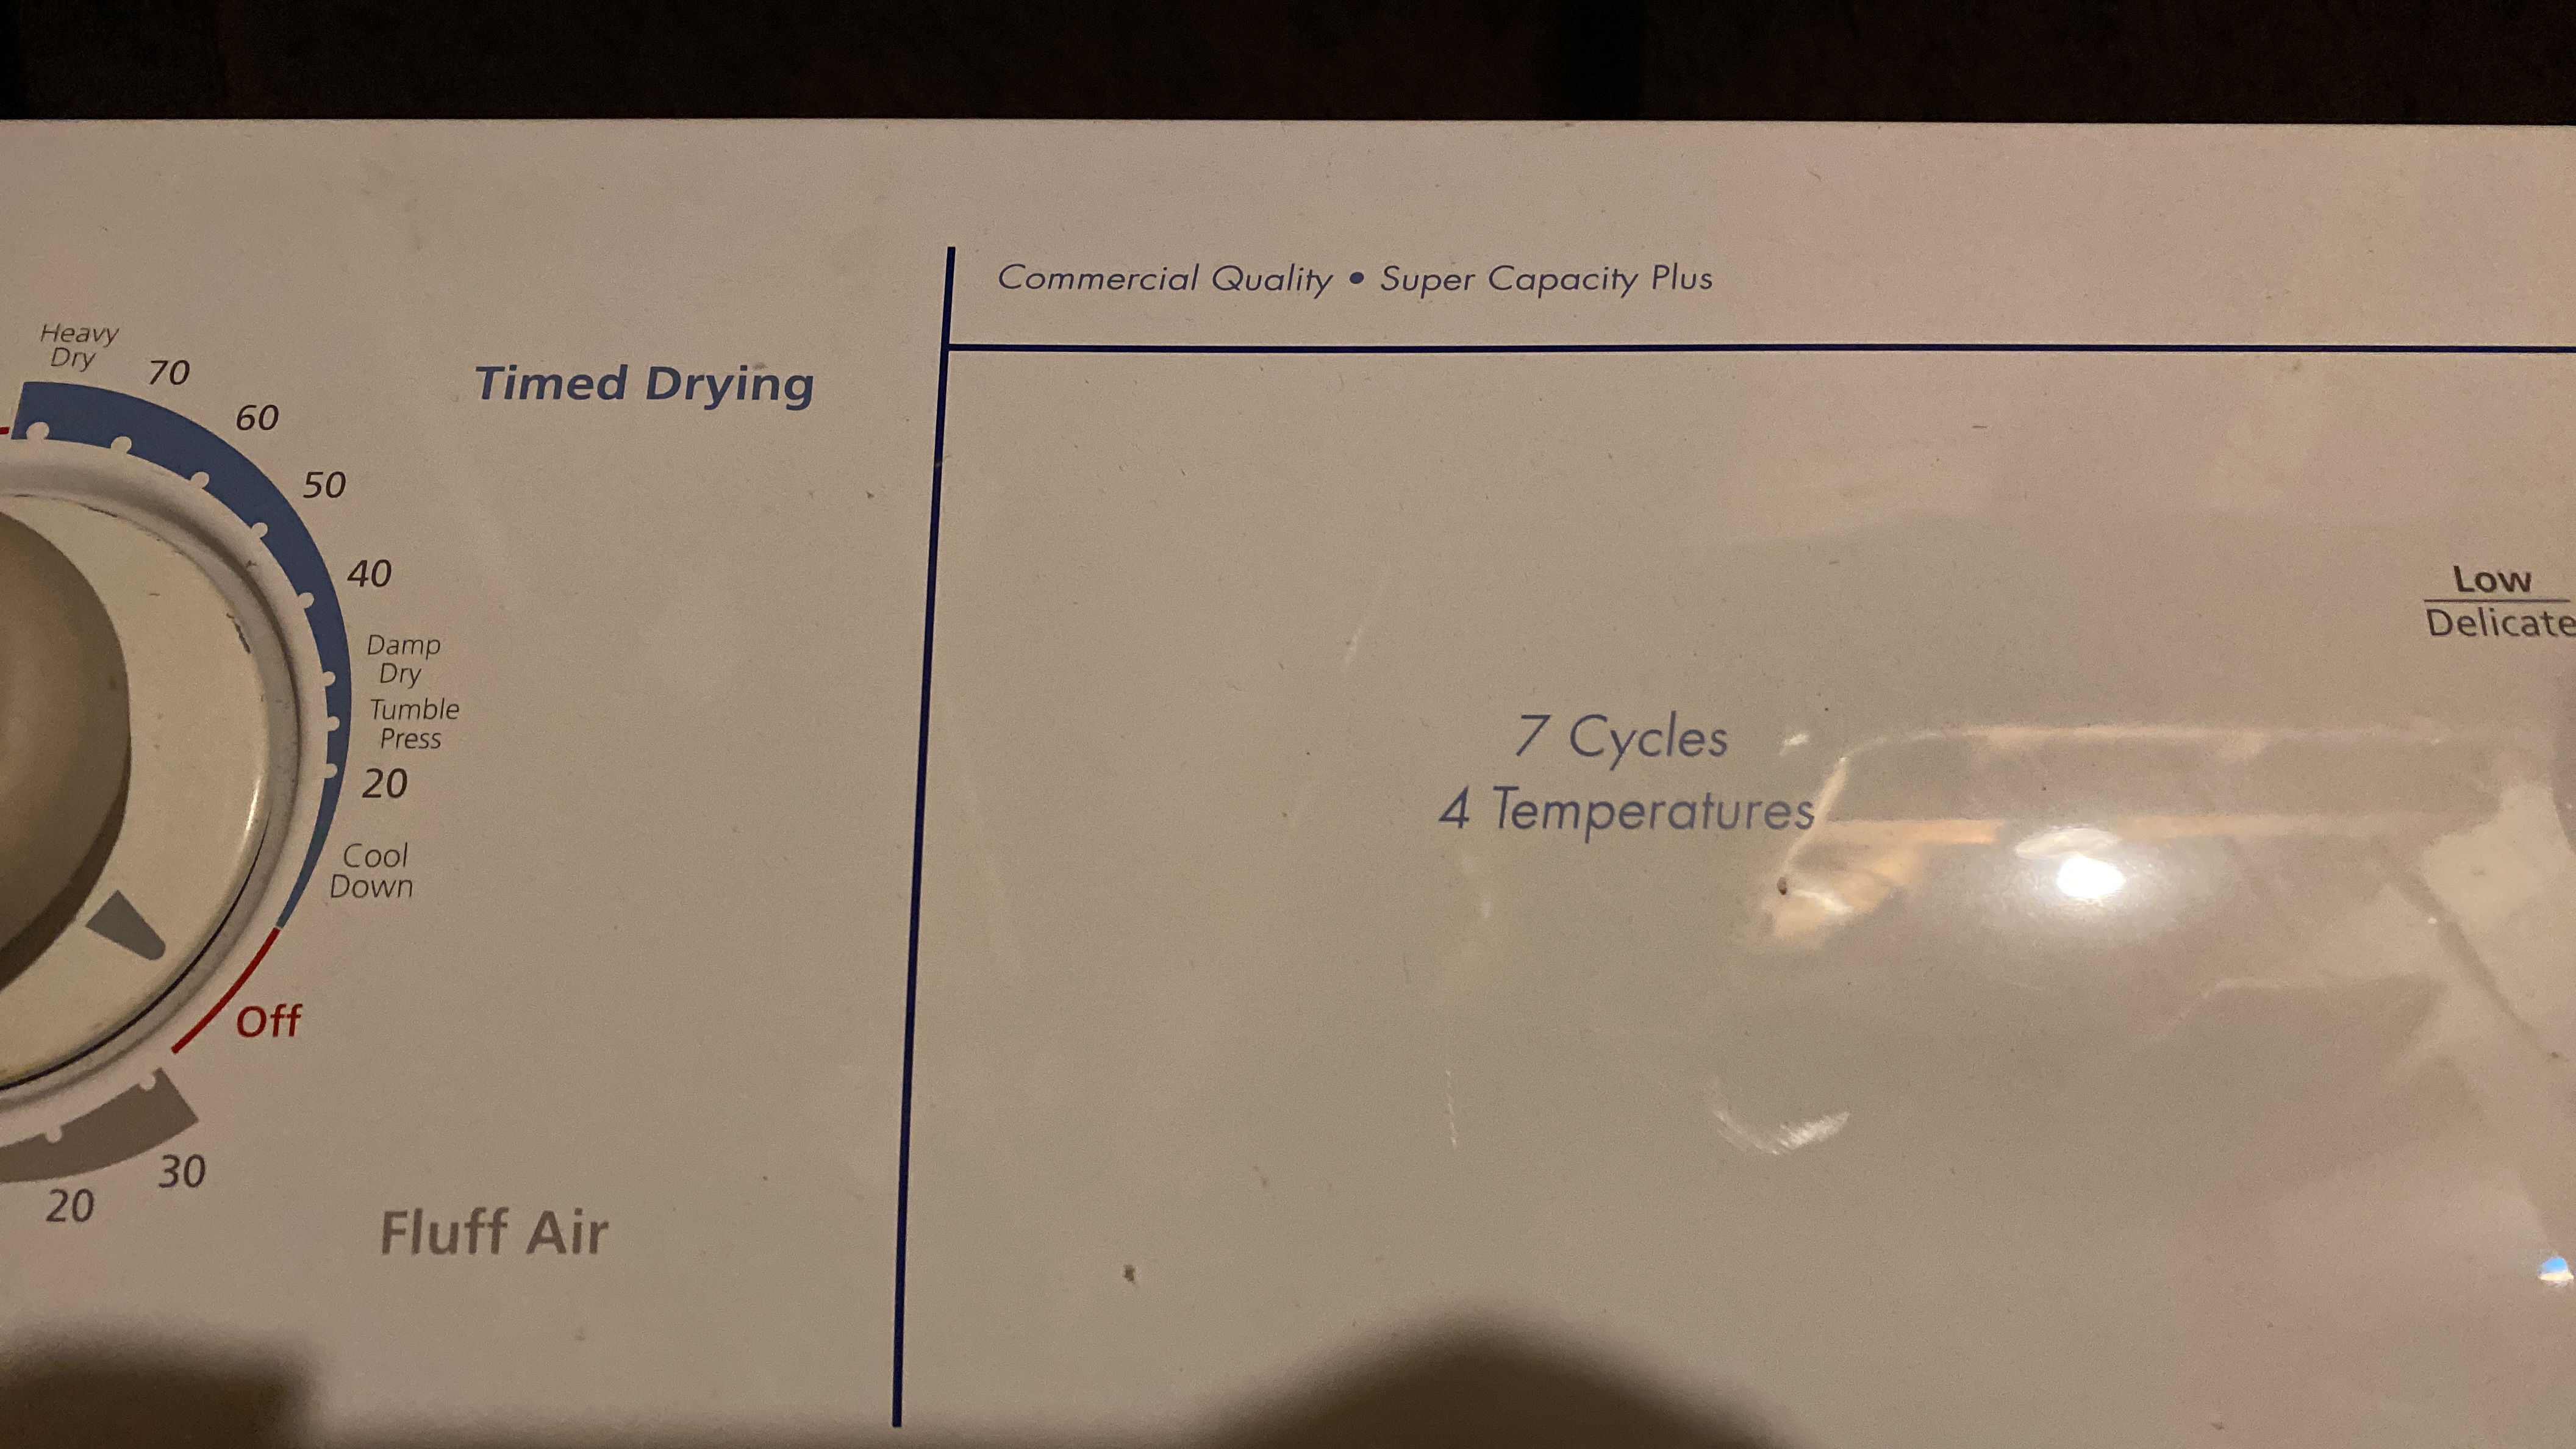 Commercial Quality • Super Capacity Plus
Heavy
Dry
70
60
50
40
Damp
Dry
Tumble
Press
20
Cool
Down
Off
30
20
Timed Drying
Fluff Air
7 Cycles
4 Temperatures
Low
Delicate